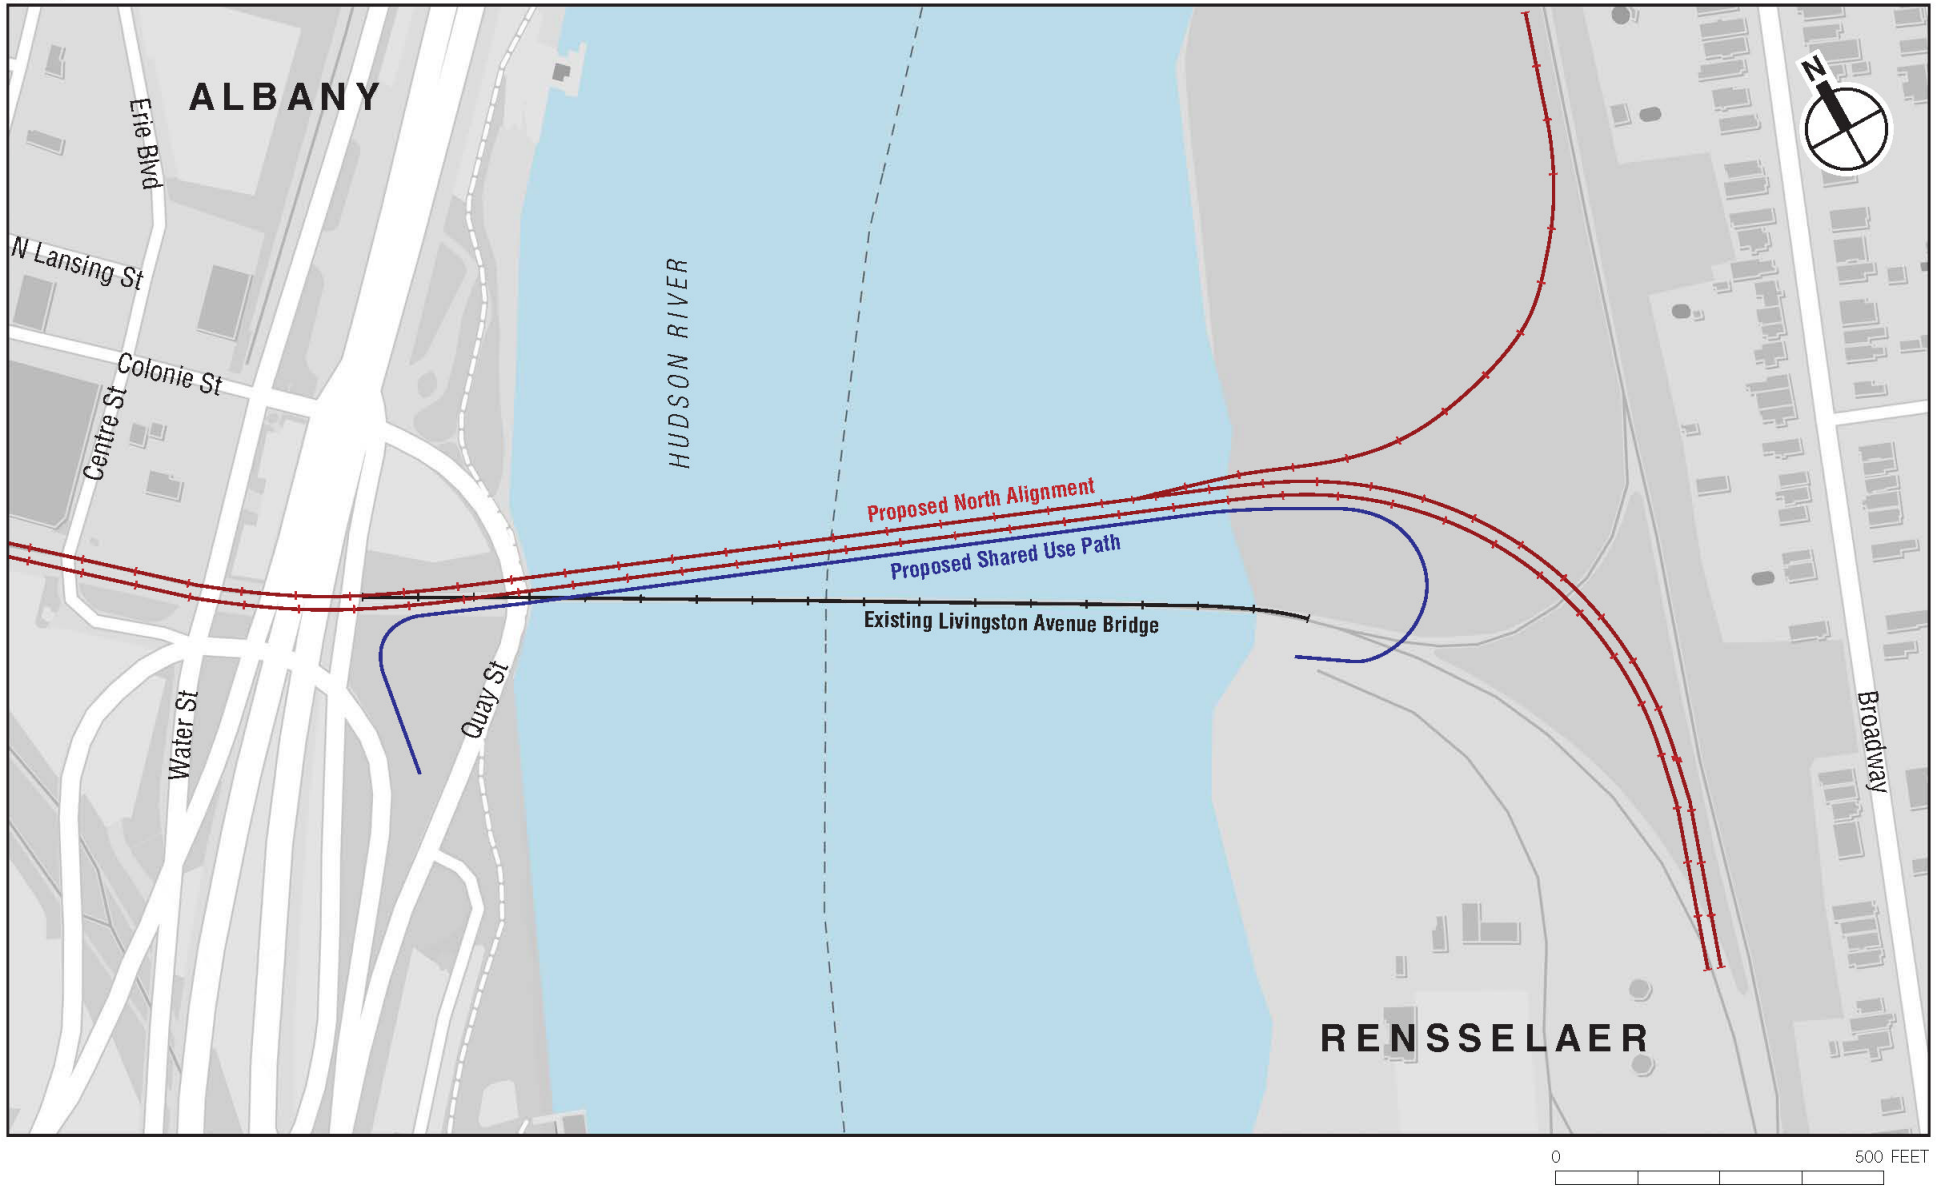 ALBANY
N
Erie Blvd
N Lansing St
HUDSON RIVER
Colonie St
Centre St
Proposed North Alignment
Proposed Shared Use Path
Existing Livingston Avenue Bridge
Quay St
Water St
Broadway
RENSSELAER
0 500 FEET